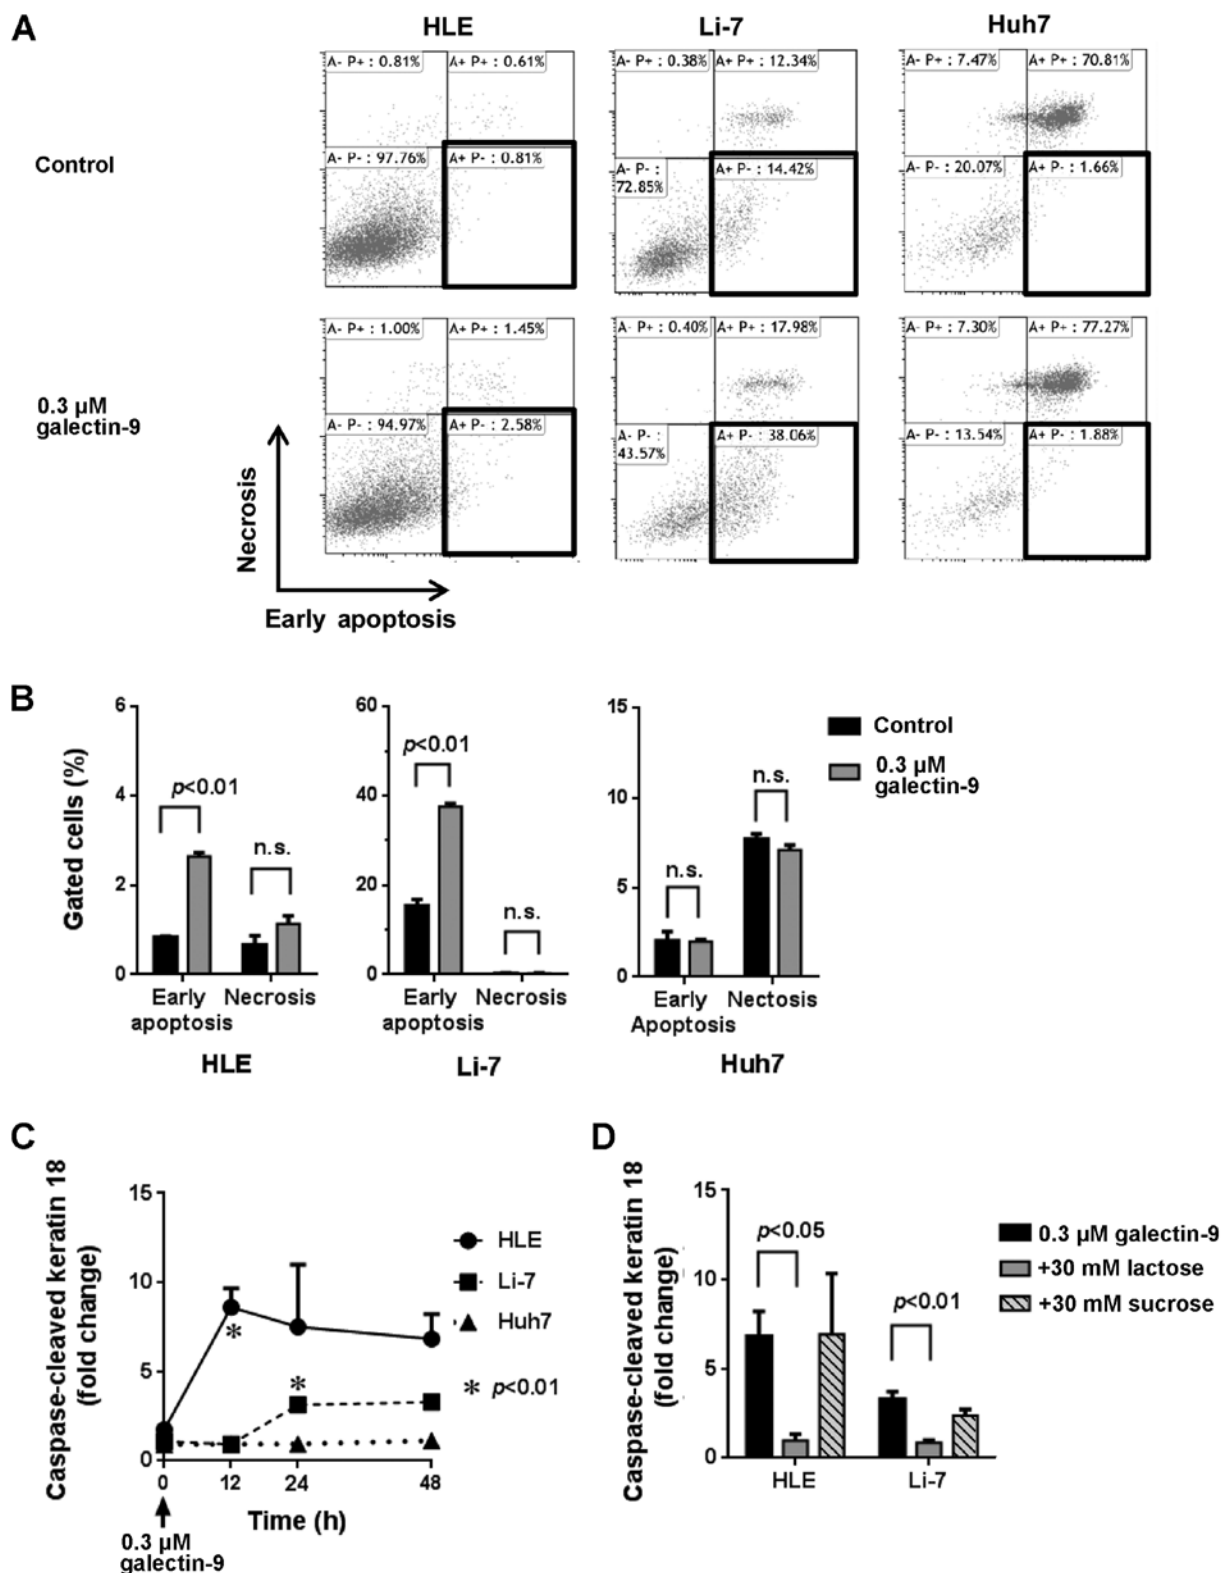 A
HLE
Li-7
Huh7
Control
A- P+ : 0.81%
A+ P+ : 0.61%
A- P- : 97.76%
A+ P- : 0.81%
A- P+ : 0.38%
A+ P+ : 12.34%
A- P- :
72.85%
A+ P- : 14.42%
A- P+ : 7.47%
A+ P+ : 70.81%
A- P- : 20.07%
A+ P- : 1.66%
0.3 µM
galectin-9
A- P+ : 1.00%
A+ P+ : 1.45%
A- P- : 94.97%
A+ P- : 2.58%
A- P+ : 0.40%
A+ P+ : 17.98%
A- P- :
43.57%
A+ P- : 38.06%
A- P+ : 7.30%
A+ P+ : 77.27%
A- P- : 13.54%
A+ P- : 1.88%
Necrosis
Early apoptosis
B
Gated cells (%)
6
4
2
0
p<0.01
n.s.
Early
apoptosis
Necrosis
HLE
60
40
20
0
p<0.01
n.s.
Early
apoptosis
Necrosis
Li-7
15
10
5
0
n.s.
n.s.
Early
Apoptosis
Nectosis
Huh7
Control
0.3 µM
galectin-9
C
Caspase-cleaved keratin 18
(fold change)
15
10
5
0
*
*
HLE
Li-7
Huh7
* p<0.01
0
12
24
48
Time (h)
0.3 µM
galectin-9
D
Caspase-cleaved keratin 18
(fold change)
15
10
5
0
p<0.05
p<0.01
HLE
Li-7
0.3 µM galectin-9
+30 mM lactose
+30 mM sucrose